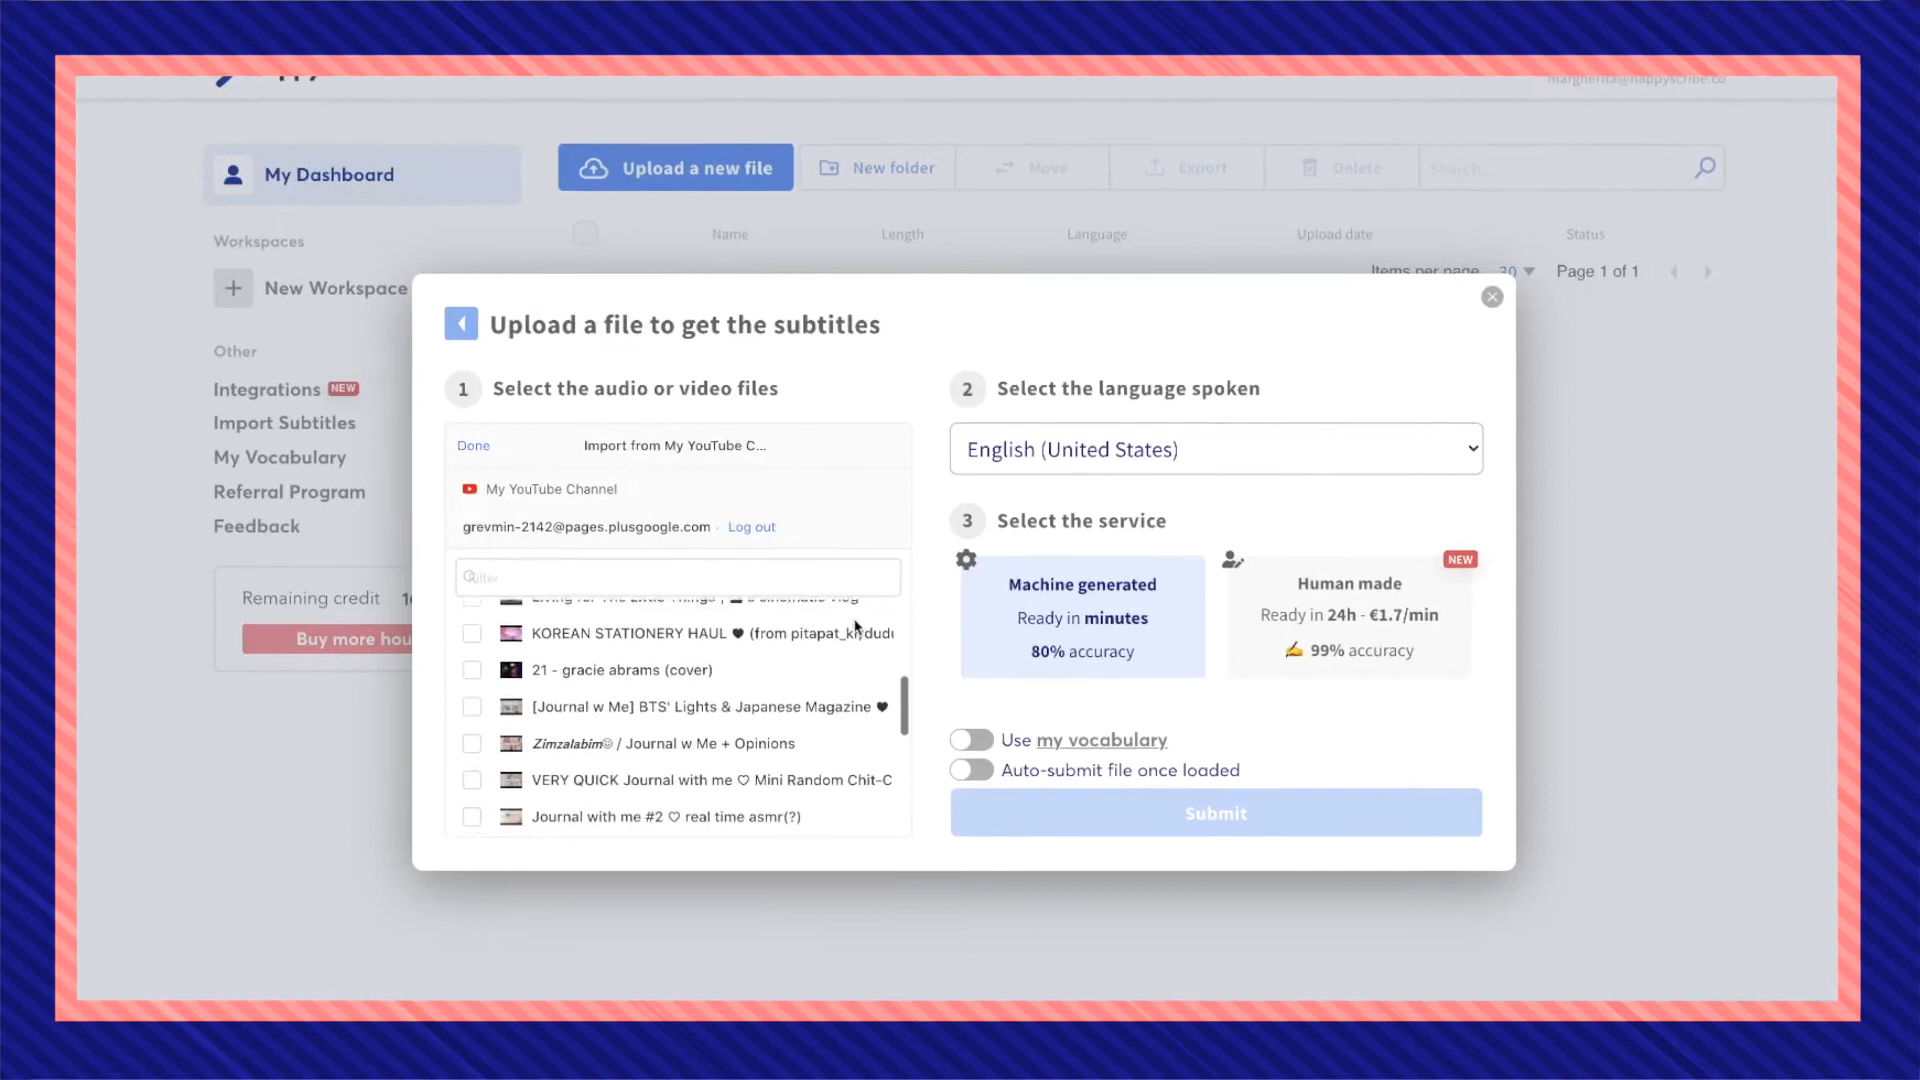 margherita@happyscribe.co
My Dashboard
Upload a new file
New folder
Move
Export
Delete
Search...
Workspaces
Name
Length
Language
Upload date
Status
New Workspace
Items per page
30
Page 1 of 1
Other
Integrations NEW
Import Subtitles
My Vocabulary
Referral Program
Feedback
Remaining credit
Buy more hou
Upload a file to get the subtitles
1 Select the audio or video files
Done
Import from My YouTube C...
My YouTube Channel
grevmin-2142@pages.plusgoogle.com · Log out
Filter
Living for The Little Things
KOREAN STATIONERY HAUL ♥ (from
21 - gracie abrams (cover)
[Journal w Me] BTS' Lights & Japanese Magazine ♥
Zimzalabim☺ / Journal w Me + Opinions
VERY QUICK Journal with me ♡ Mini Random Chit-C
Journal with me #2 ♡ real time asmr(?)
2 Select the language spoken
English (United States)
3 Select the service
Machine generated
Ready in minutes
80% accuracy
NEW
Human made
Ready in 24h - €1.7/min
✍ 99% accuracy
Use my vocabulary
Auto-submit file once loaded
Submit